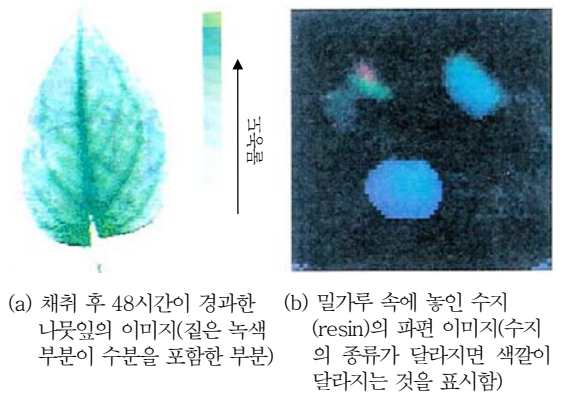 (a) 채취 후 48시간이 경과한
나뭇잎의 이미지(짙은 녹색
부분이 수분을 포함한 부분)
(b) 밀가루 속에 놓인 수지
(resin)의 파편 이미지(수지
의 종류가 달라지면 색깔이
달라지는 것을 표시함)